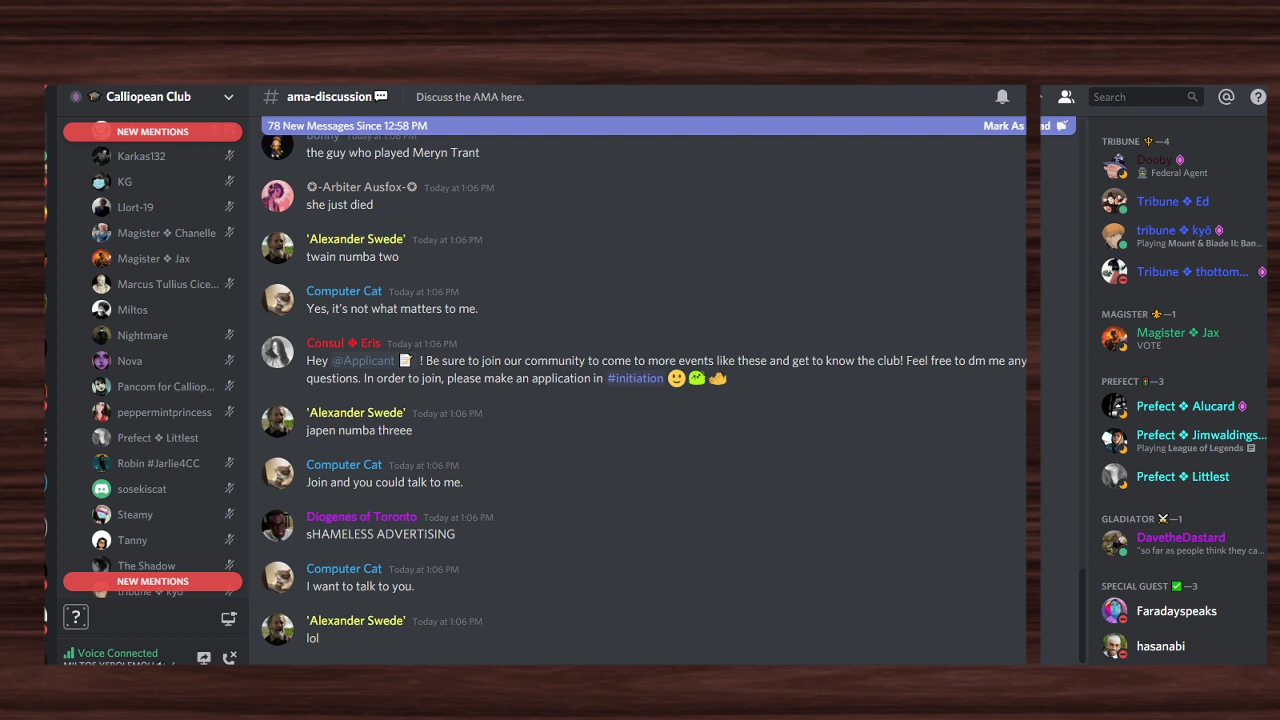 Calliopean Club
NEW MENTIONS
Karkas132
KG
Llort-19
Magister ❖ Chanelle
Magister ❖ Jax
Marcus Tullius Cice...
Miltos
Nightmare
Nova
Pancom for Calliop...
peppermintprincess
Prefect ❖ Littlest
Robin #Jarlie4CC
sosekiscat
Steamy
Tanny
The Shadow
NEW MENTIONS
tribune ❖ kyō
?
Voice Connected
# ama-discussion💬 Discuss the AMA here.
78 New Messages Since 12:58 PM Mark As
Today at 1:06 PM
the guy who played Meryn Trant
✪-Arbiter Ausfox-✪ Today at 1:06 PM
she just died
'Alexander Swede' Today at 1:06 PM
twain numba two
Computer Cat Today at 1:06 PM
Yes, it's not what matters to me.
Consul ❖ Eris Today at 1:06 PM
Hey @Applicant 📝 ! Be sure to join our community to come to more events like these and get to know the club! Feel free to dm me any
questions. In order to join, please make an application in #initiation
'Alexander Swede' Today at 1:06 PM
japen numba threee
Computer Cat Today at 1:06 PM
Join and you could talk to me.
Diogenes of Toronto Today at 1:06 PM
sHAMELESS ADVERTISING
Computer Cat Today at 1:06 PM
I want to talk to you.
'Alexander Swede' Today at 1:06 PM
lol
Search
ad
TRIBUNE 🔱—4
Dooby
Federal Agent
Tribune ❖ Ed
tribune ❖ kyō
Playing Mount & Blade II: Ban...
Tribune ❖ thottom...
MAGISTER ⚜—1
Magister ❖ Jax
VOTE
PREFECT—3
Prefect ❖ Alucard
Prefect ❖ Jimwaldings...
Playing League of Legends
Prefect ❖ Littlest
GLADIATOR ⚔—1
DavetheDastard
"so far as people think they ca...
SPECIAL GUEST ✅—3
Faradayspeaks
hasanabi